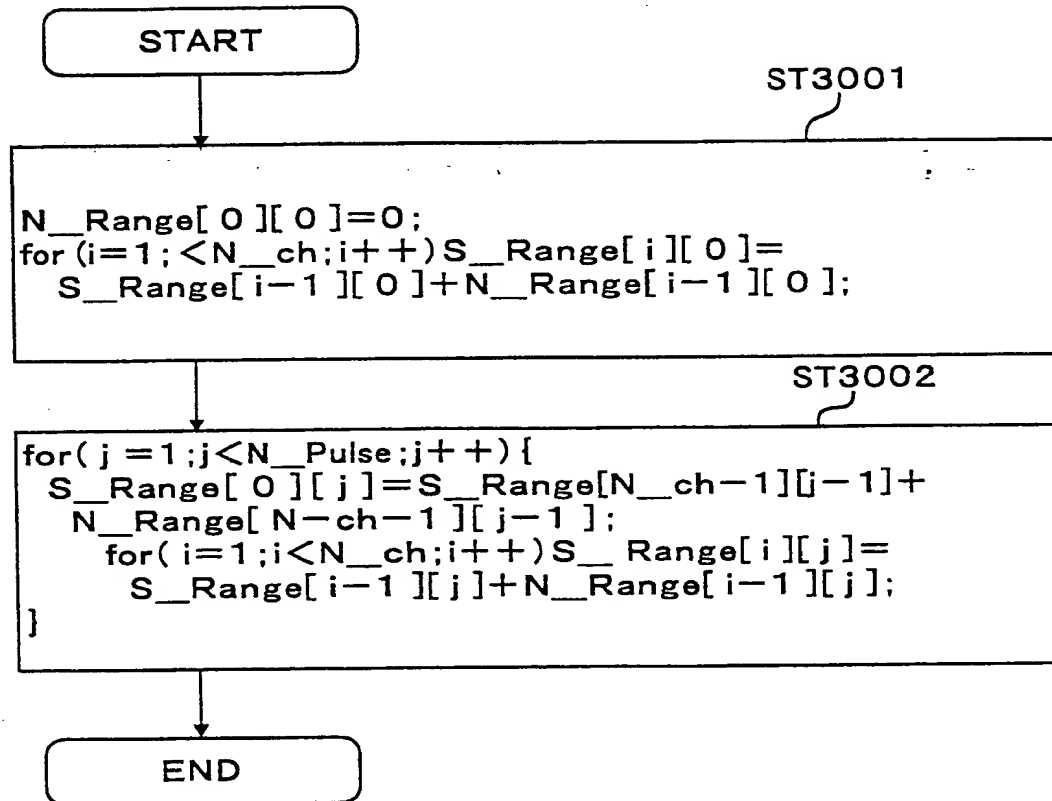 START
ST3001
N__Range[ 0 ][ 0 ]=0;
for (i=1; <N__ch;i++) S__Range[ i ][ 0 ]=
S__Range[ i-1 ][ 0 ]+N__Range[ i-1 ][ 0 ];
ST3002
for( j =1;j<N__Pulse;j++) {
S__Range[ 0 ][ j ]=S__Range[N__ch-1][j-1]+
N__Range[ N-ch-1 ][ j-1 ];
for( i=1;i<N__ch;i++) S__ Range[ i ][ j ]=
S__Range[ i-1 ][ j ]+N__Range[ i-1 ][ j ];
}
END